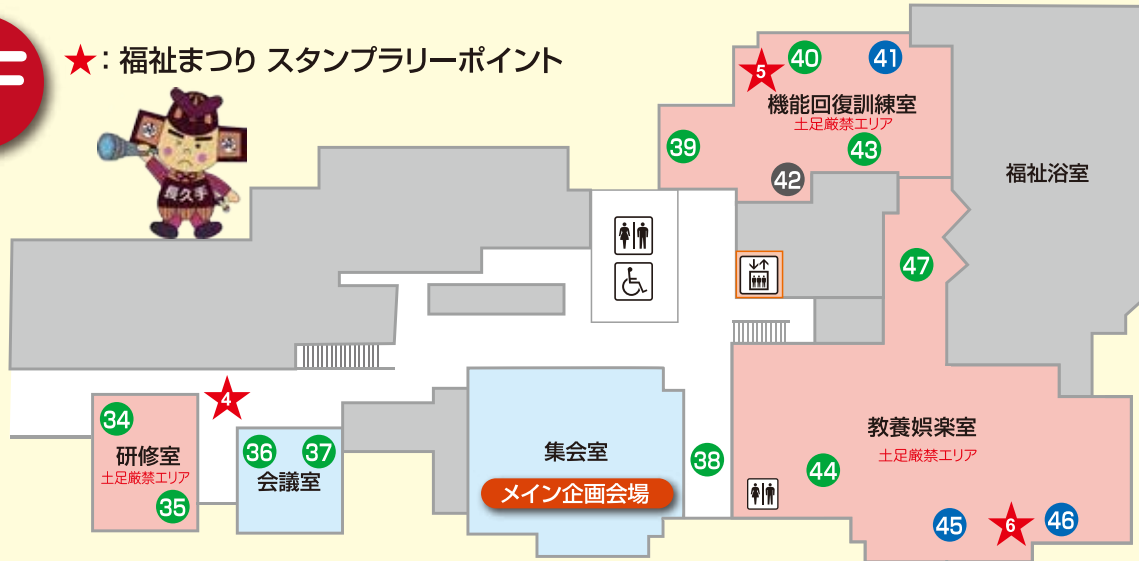 ★：福祉まつり スタンプラリーポイント
長久手
5
40
41
機能回復訓練室
土足厳禁エリア
39
43
42
福祉浴室
47
4
34
研修室
土足厳禁エリア
35
36
37
会議室
集会室
メイン企画会場
38
教養娯楽室
土足厳禁エリア
44
45
6
46